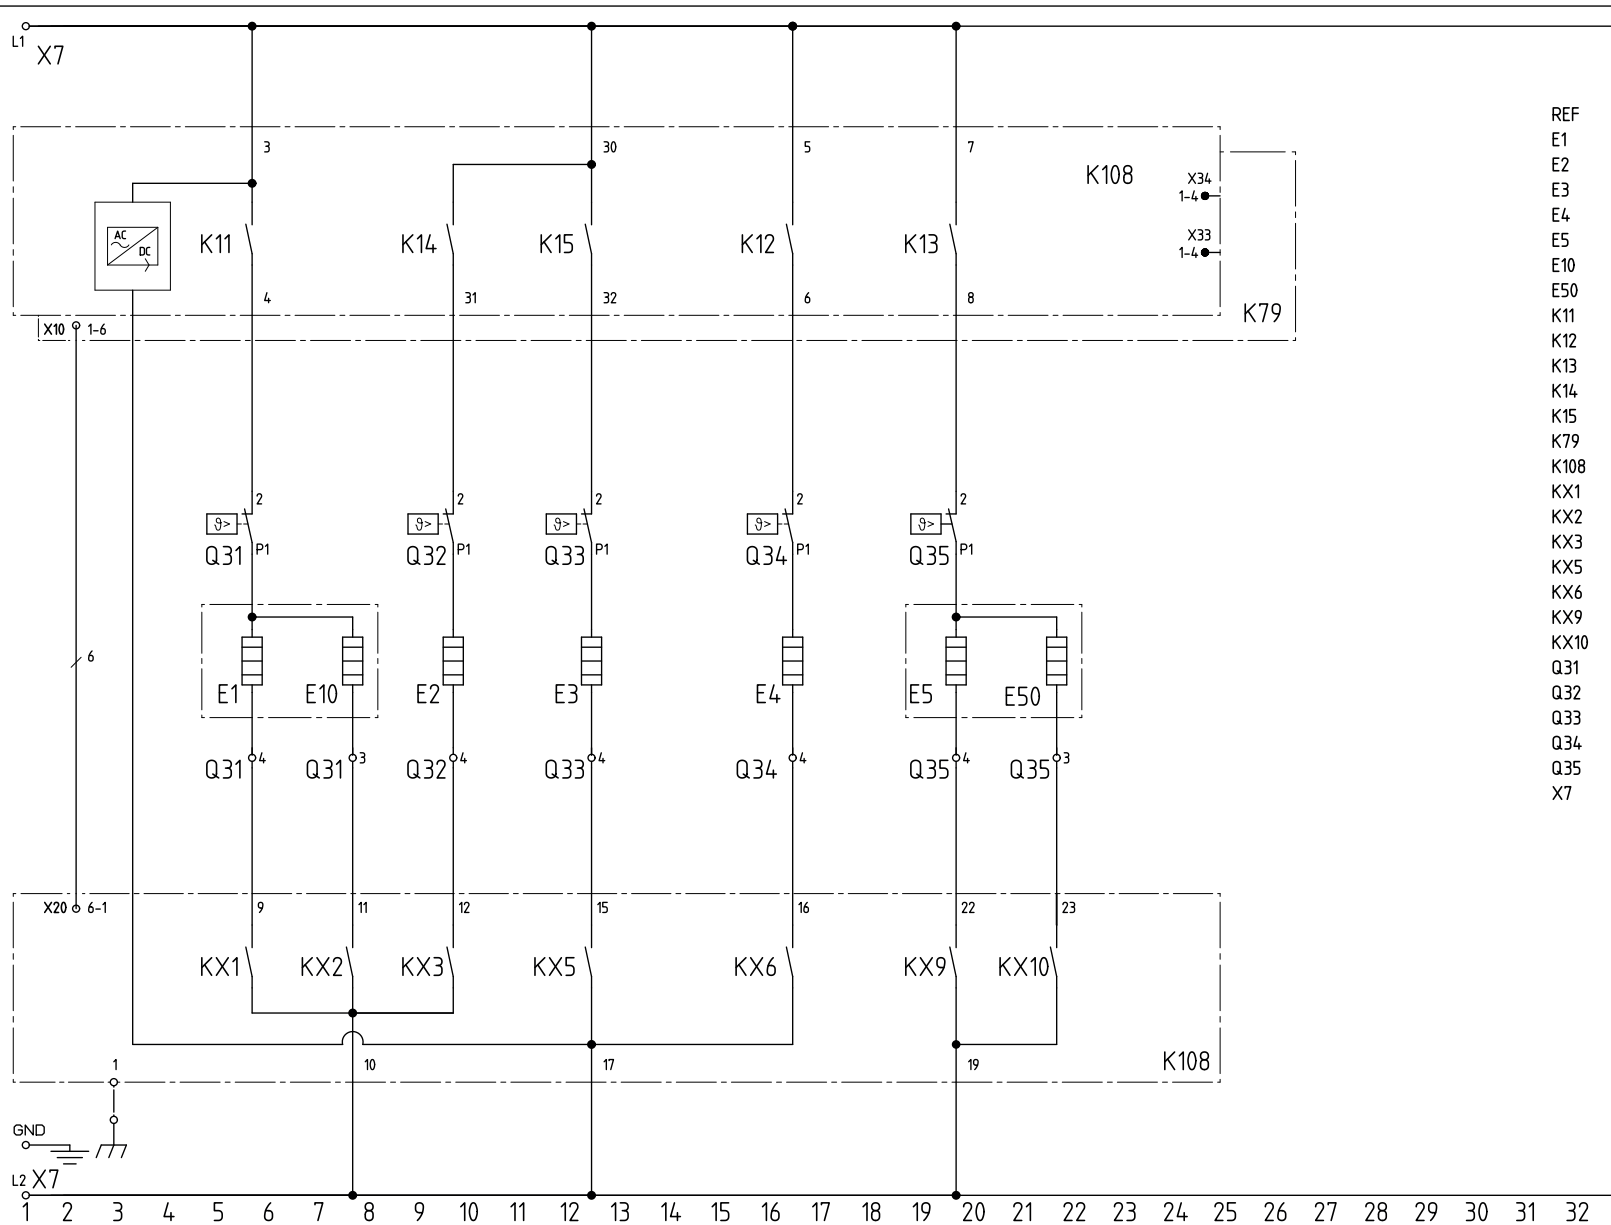 L1
X7
REF
E1
E2
E3
E4
E5
E10
E50
K11
K12
K13
K14
K15
K79
K108
KX1
KX2
KX3
KX5
KX6
KX9
KX10
Q31
Q32
Q33
Q34
Q35
X7
3 30 5 7
K108
X34
1-4
X33
1-4
AC
DC
K11 K14 K15 K12 K13
4 31 32 6 8
K79
X10 1-6
2 2 2 2 2
ϑ> ϑ> ϑ> ϑ> ϑ>
P1 P1 P1 P1 P1
Q31 Q32 Q33 Q34 Q35
6
E1 E10 E2 E3 E4 E5 E50
4 3 4 4 4 4 3
Q31 Q31 Q32 Q33 Q34 Q35 Q35
X20 6-1 9 11 12 15 16 22 23
KX1 KX2 KX3 KX5 KX6 KX9 KX10
1 10 17 19
K108
GND
L2 X7
1 2 3 4 5 6 7 8 9 10 11 12 13 14 15 16 17 18 19 20 21 22 23 24 25 26 27 28 29 30 31 32